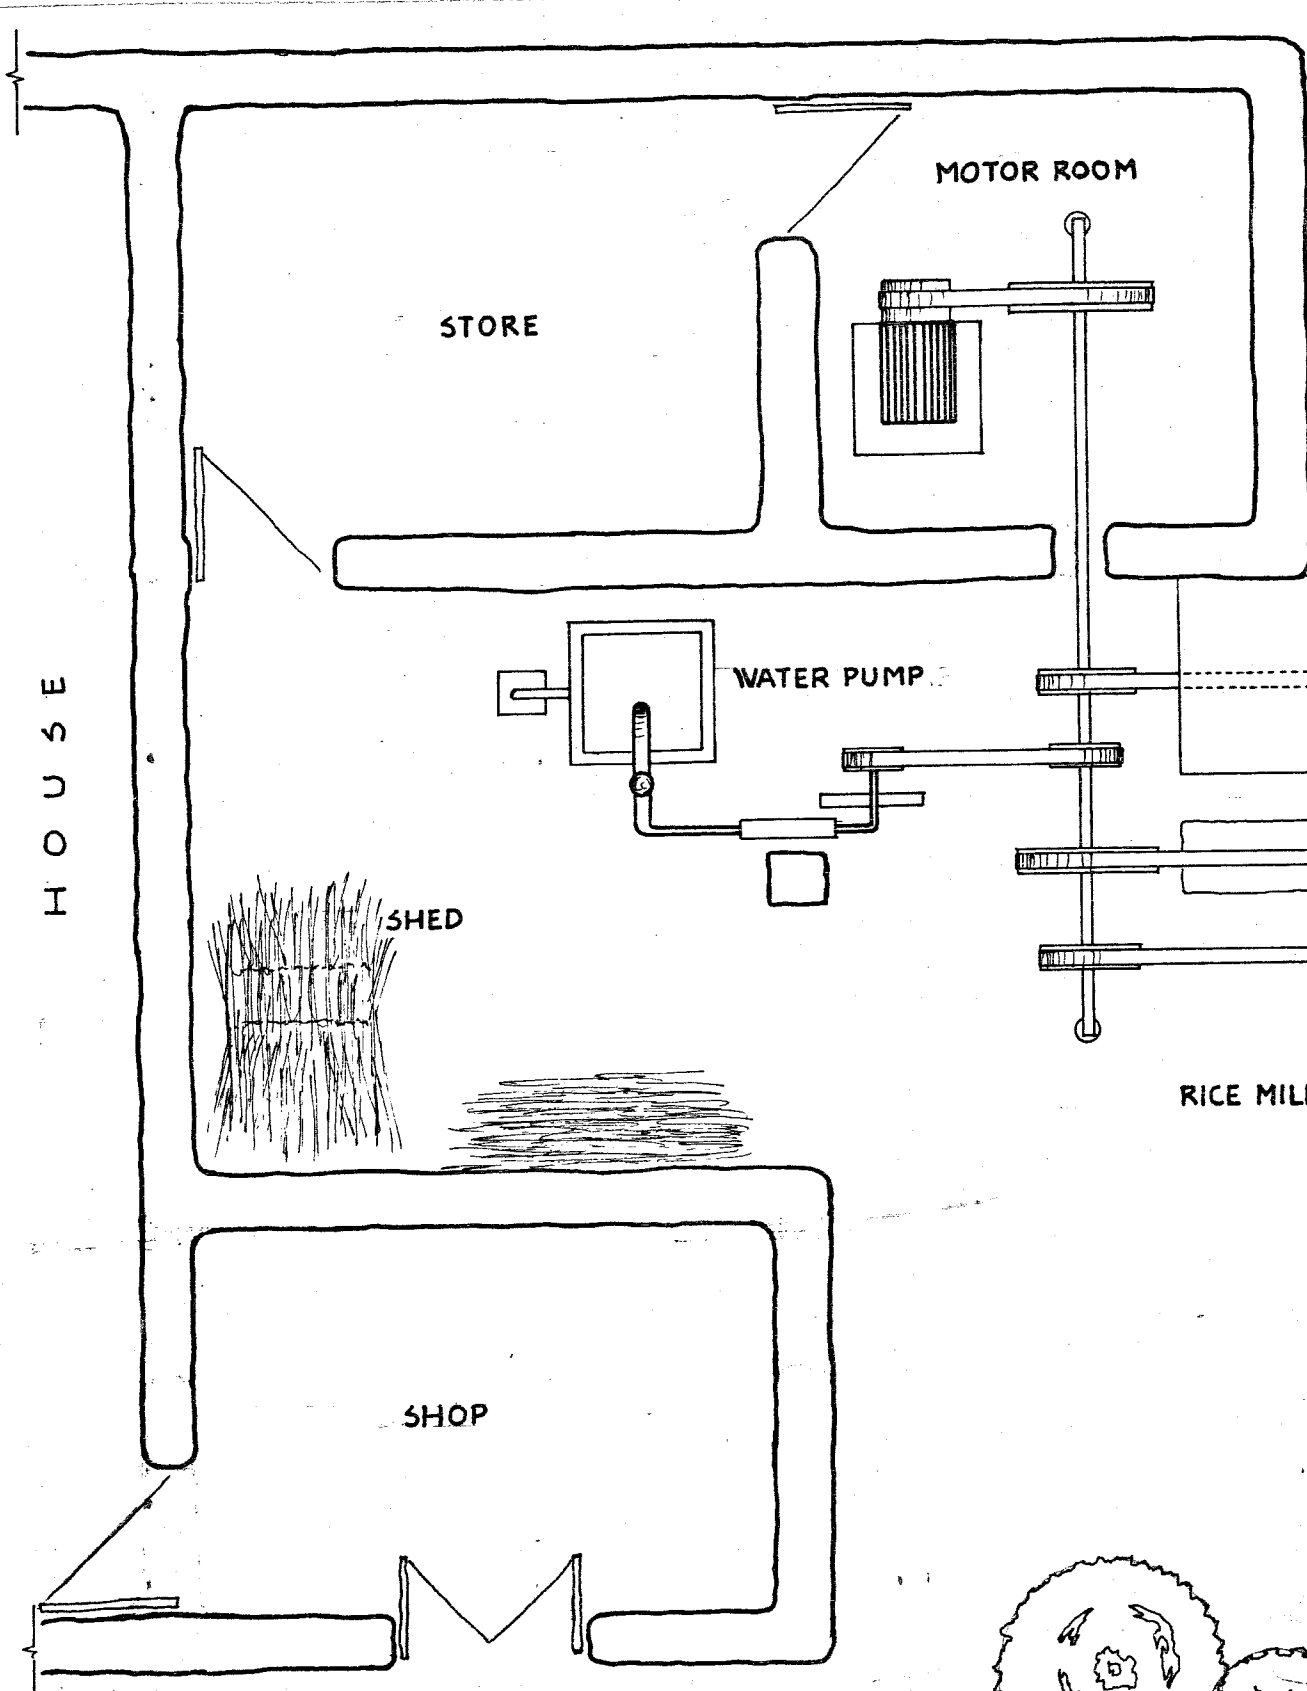 MOTOR ROOM
STORE
WATER PUMP
HOUSE
SHED
RICE MIL
SHOP